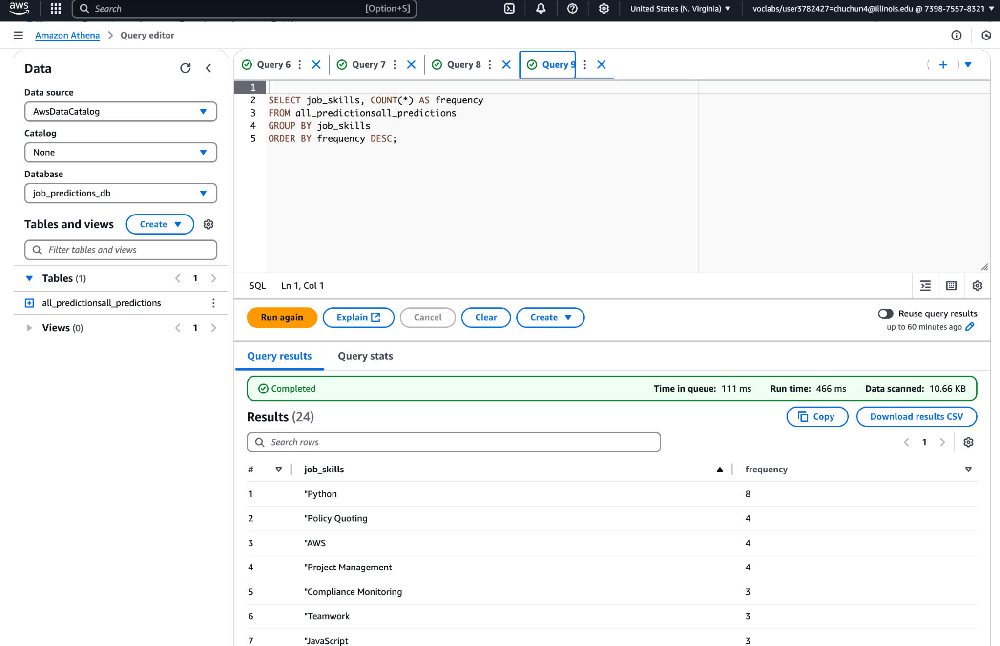 aws
Search
[Option+S]
United States (N. Virginia)
voclabs/user3782427=chuchun4@illinois.edu @ 7398-7557-8321
Amazon Athena
Query editor
Data
Data source
AwsDataCatalog
Catalog
None
Database
job_predictions_db
Tables and views
Create
Filter tables and views
Tables (1)
1
all_predictionsall_predictions
Views (0)
1
Query 6
Query 7
Query 8
Query 9
1
2 SELECT job_skills, COUNT(*) AS frequency
3 FROM all_predictionsall_predictions
4 GROUP BY job_skills
5 ORDER BY frequency DESC;
SQL
Ln 1, Col 1
Run again
Explain
Cancel
Clear
Create
Reuse query results
up to 60 minutes ago
Query results
Query stats
Completed
Time in queue: 111 ms
Run time: 466 ms
Data scanned: 10.66 KB
Results (24)
Copy
Download results CSV
Search rows
1
# job_skills frequency
1 "Python 8
2 "Policy Quoting 4
3 "AWS 4
4 "Project Management 4
5 "Compliance Monitoring 3
6 "Teamwork 3
7 "JavaScript 3